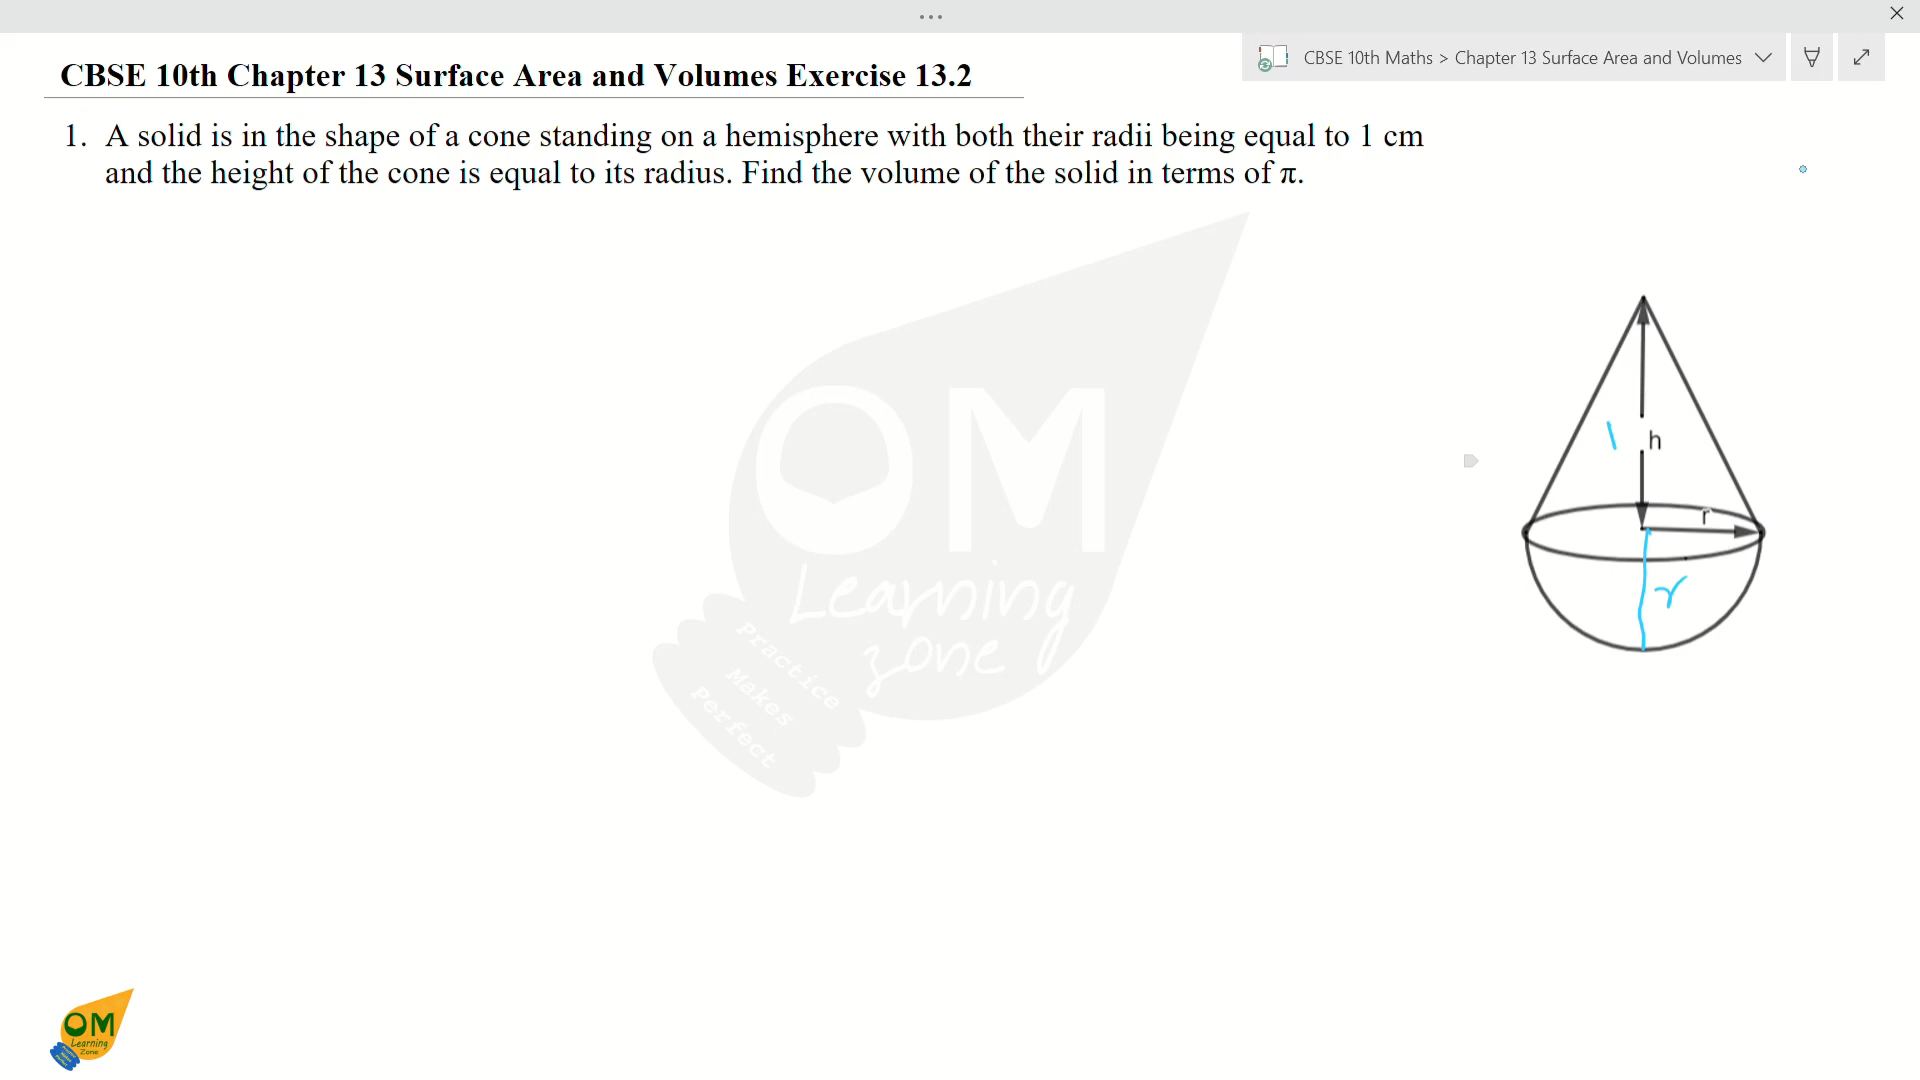 CBSE 10th Maths > Chapter 13 Surface Area and Volumes
CBSE 10th Chapter 13 Surface Area and Volumes Exercise 13.2
1. A solid is in the shape of a cone standing on a hemisphere with both their radii being equal to 1 cm
and the height of the cone is equal to its radius. Find the volume of the solid in terms of π.
h
r
r
OM
Learning
zone
Practice
Makes
Perfect
OM
Learning
Zone